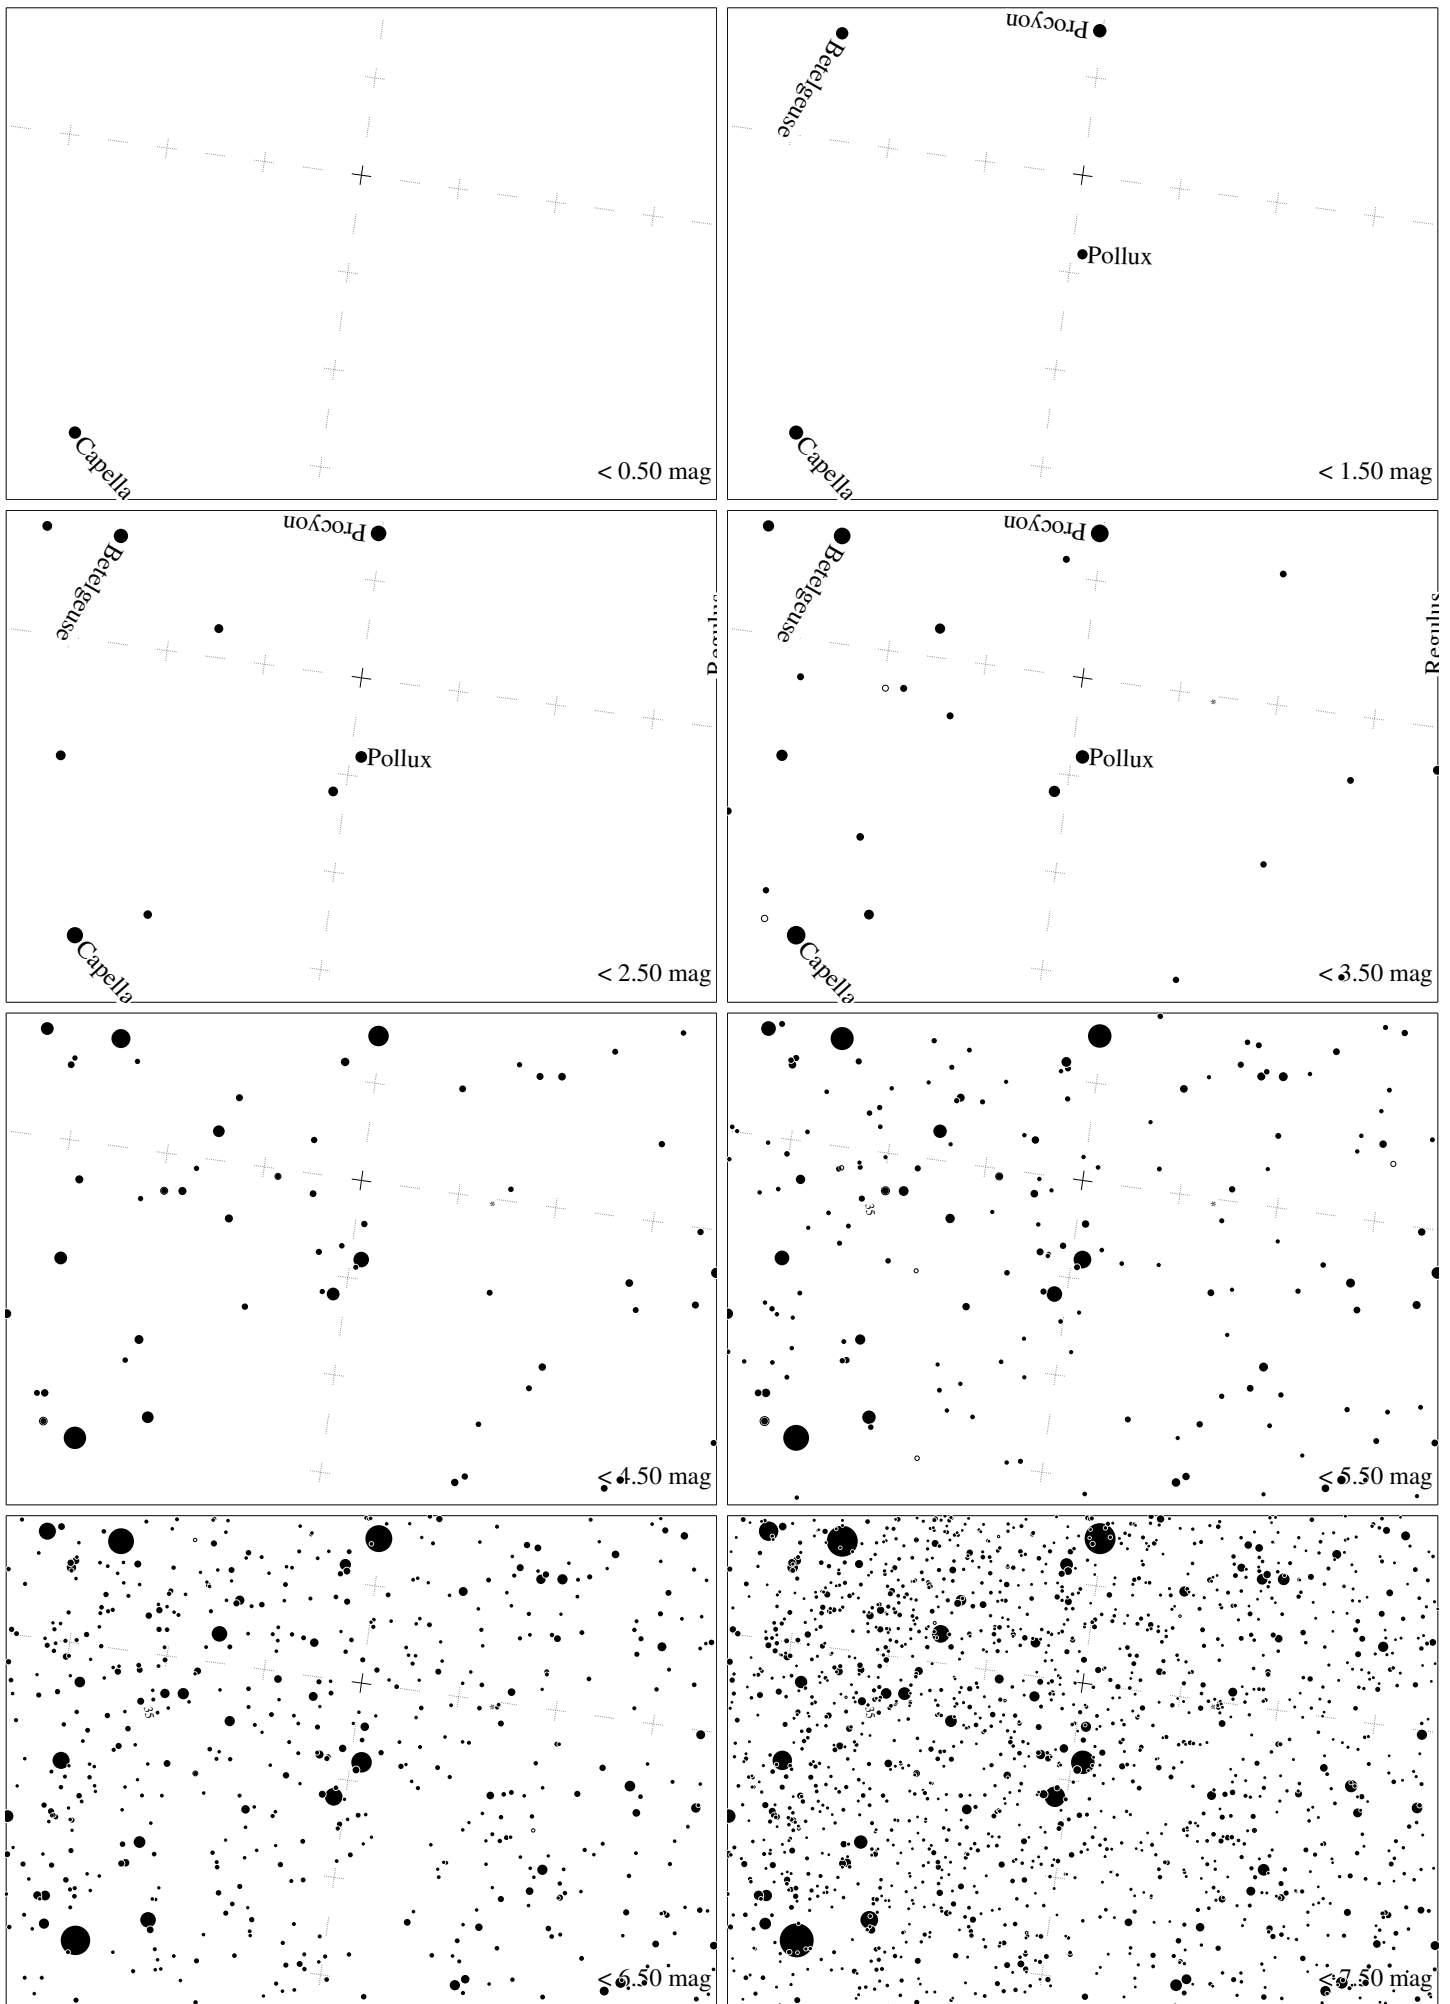 Capella
< 0.50 mag
Procyon
Betelgeuse
Pollux
Capella
< 1.50 mag
Procyon
Betelgeuse
Pollux
Capella
< 2.50 mag
Procyon
Betelgeuse
Regulus
Pollux
Capella
< 3.50 mag
< 4.50 mag
35
< 5.50 mag
35
< 6.50 mag
35
< 7.50 mag